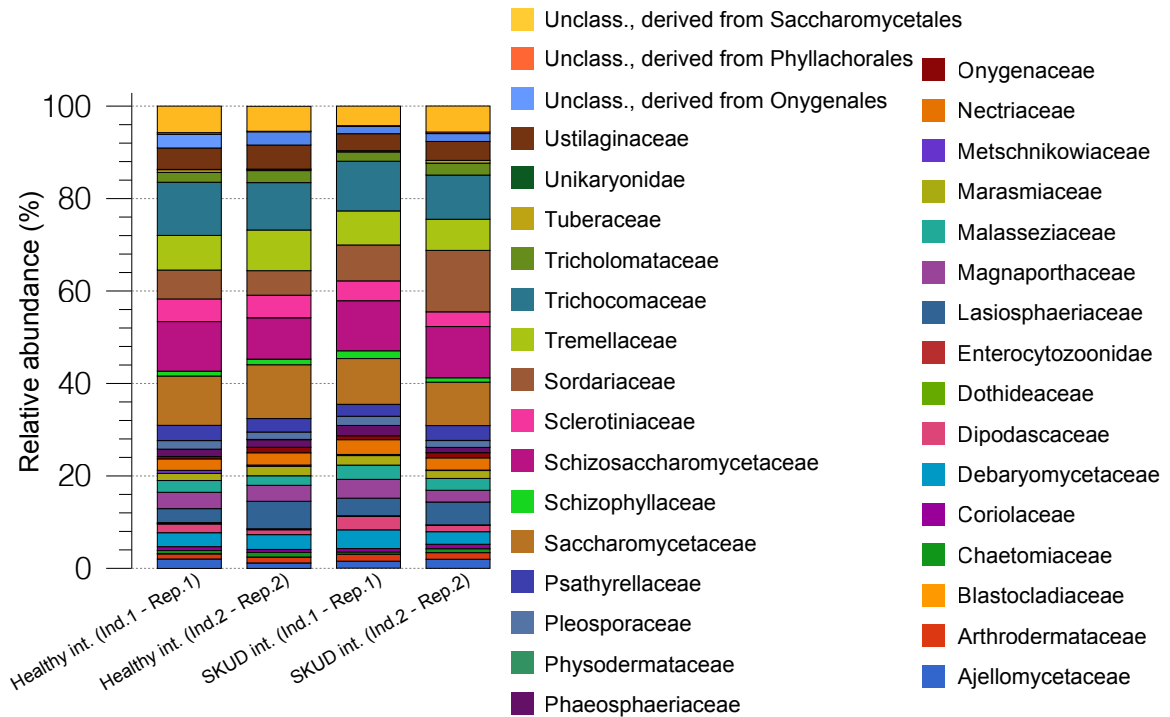 Relative abundance (%)
100
80
60
40
20
0
Healthy int. (Ind.1 - Rep.1)
Healthy int. (Ind.2 - Rep.2)
SKUD int. (Ind.1 - Rep.1)
SKUD int. (Ind.2 - Rep.2)
Unclass., derived from Saccharomycetales
Unclass., derived from Phyllachorales
Unclass., derived from Onygenales
Ustilaginaceae
Unikaryonidae
Tuberaceae
Tricholomataceae
Trichocomaceae
Tremellaceae
Sordariaceae
Sclerotiniaceae
Schizosaccharomycetaceae
Schizophyllaceae
Saccharomycetaceae
Psathyrellaceae
Pleosporaceae
Physodermataceae
Phaeosphaeriaceae
Onygenaceae
Nectriaceae
Metschnikowiaceae
Marasmiaceae
Malasseziaceae
Magnaporthaceae
Lasiosphaeriaceae
Enterocytozoonidae
Dothideaceae
Dipodascaceae
Debaryomycetaceae
Coriolaceae
Chaetomiaceae
Blastocladiaceae
Arthrodermataceae
Ajellomycetaceae